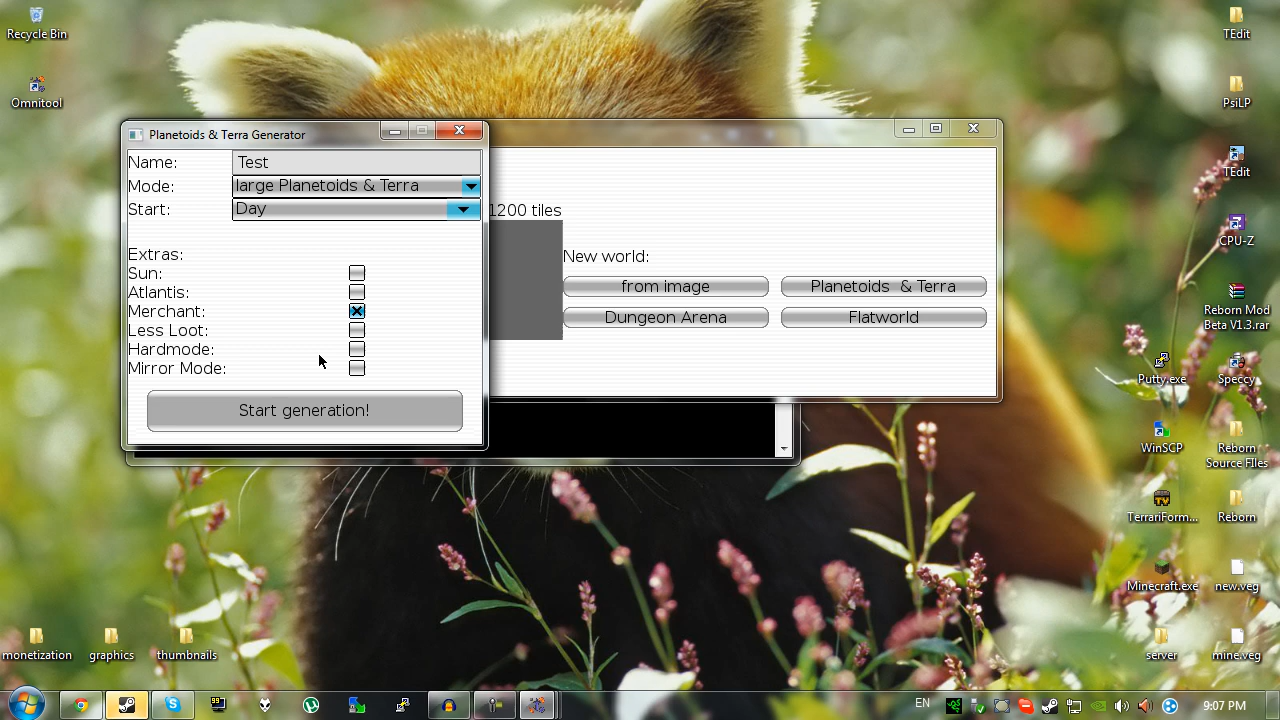 Recycle Bin
Omnitool
TEdit
PsiLP
TEdit
CPU-Z
Reborn Mod
Beta V1.3.rar
Putty.exe
Speccy
WinSCP
Reborn
Source FIles
TerrariForm...
Reborn
Minecraft.exe
new.veg
server
mine.veg
monetization
graphics
thumbnails
Planetoids & Terra Generator
Name:
Test
Mode:
large Planetoids & Terra
Start:
Day
Extras:
Sun:
Atlantis:
Merchant:
Less Loot:
Hardmode:
Mirror Mode:
Start generation!
1200 tiles
New world:
from image
Planetoids & Terra
Dungeon Arena
Flatworld
EN
9:07 PM